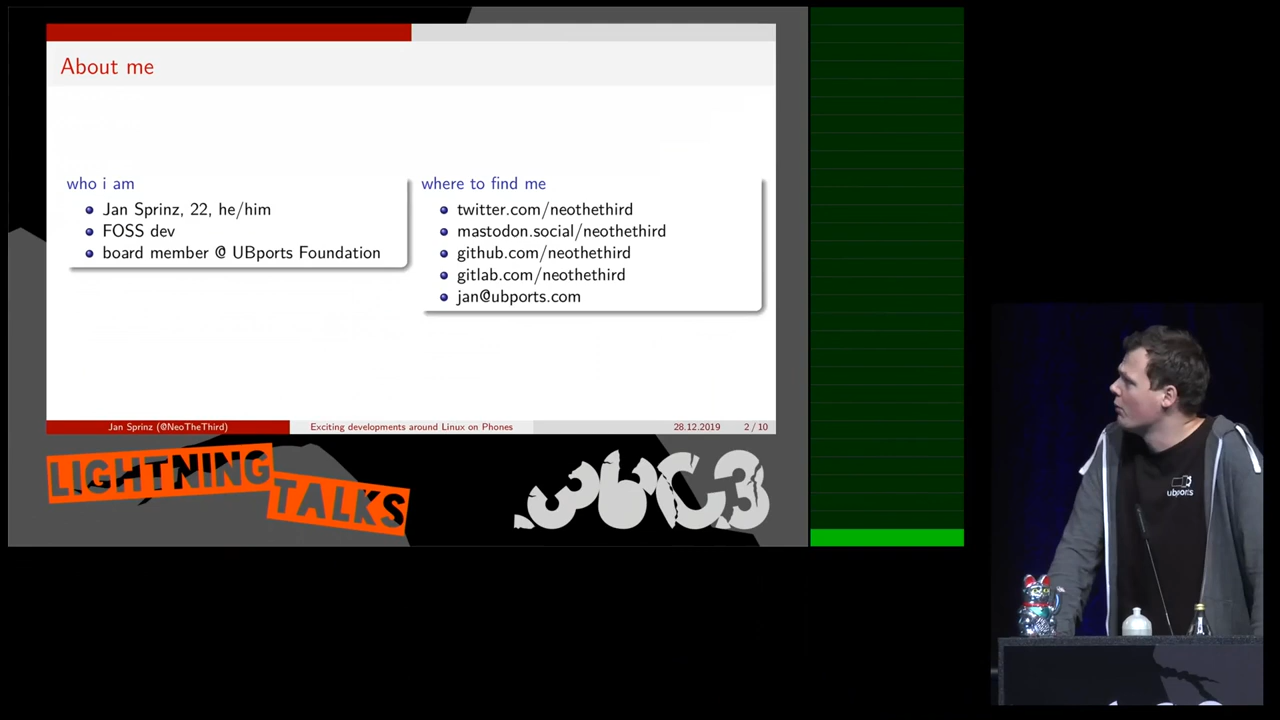 About me
who i am
Jan Sprinz, 22, he/him
FOSS dev
board member @ UBports Foundation
where to find me
twitter.com/neothethird
mastodon.social/neothethird
github.com/neothethird
gitlab.com/neothethird
jan@ubports.com
Jan Sprinz (@NeoTheThird)
Exciting developments around Linux on Phones
28.12.2019
2 / 10
LIGHTNING
TALKS
36C3
ubports